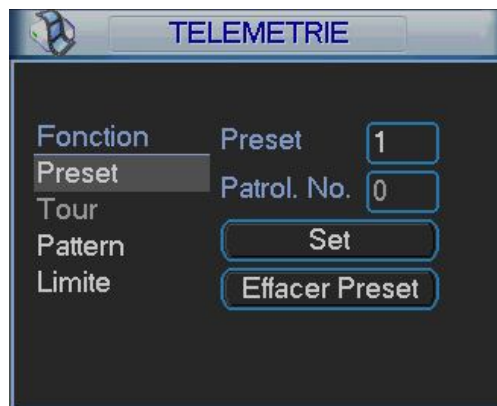 TELEMETRIE
Fonction
Preset
Tour
Pattern
Limite
Preset 1
Patrol. No. 0
Set
Effacer Preset